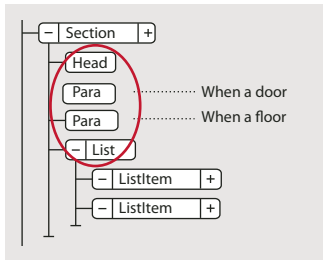 − Section +
Head
Para When a door
Para When a floor
− List
− ListItem +
− ListItem +